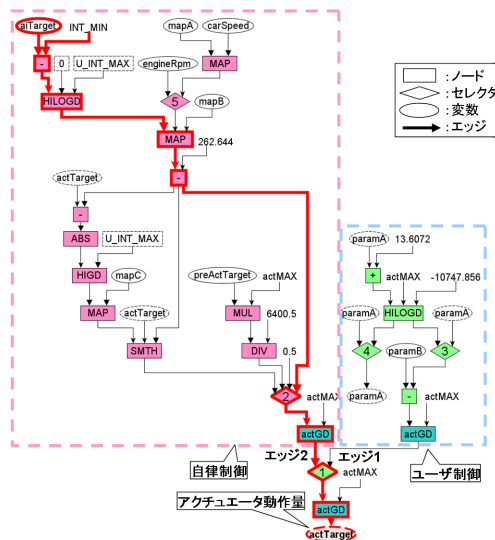 aiTarget INT_MIN mapA carSpeed
- 0 U_INT_MAX engineRpm MAP
HILOGD 5 mapB
MAP 262.644
-
actTarget
-
ABS U_INT_MAX
HIGD mapC preActTarget actMAX
MAP actTarget MUL 6400.5
SMTH DIV 0.5
2 actMAX
actGD
自律制御
:ノード
:セレクタ
:変数
:エッジ
paramA 13.6072
+ actMAX -10747.856
paramA HILOGD paramA
4 paramB 3
paramA - actMAX
actGD
ユーザ制御
エッジ2 エッジ1
1 actMAX
アクチュエータ動作量 actGD
actTarget